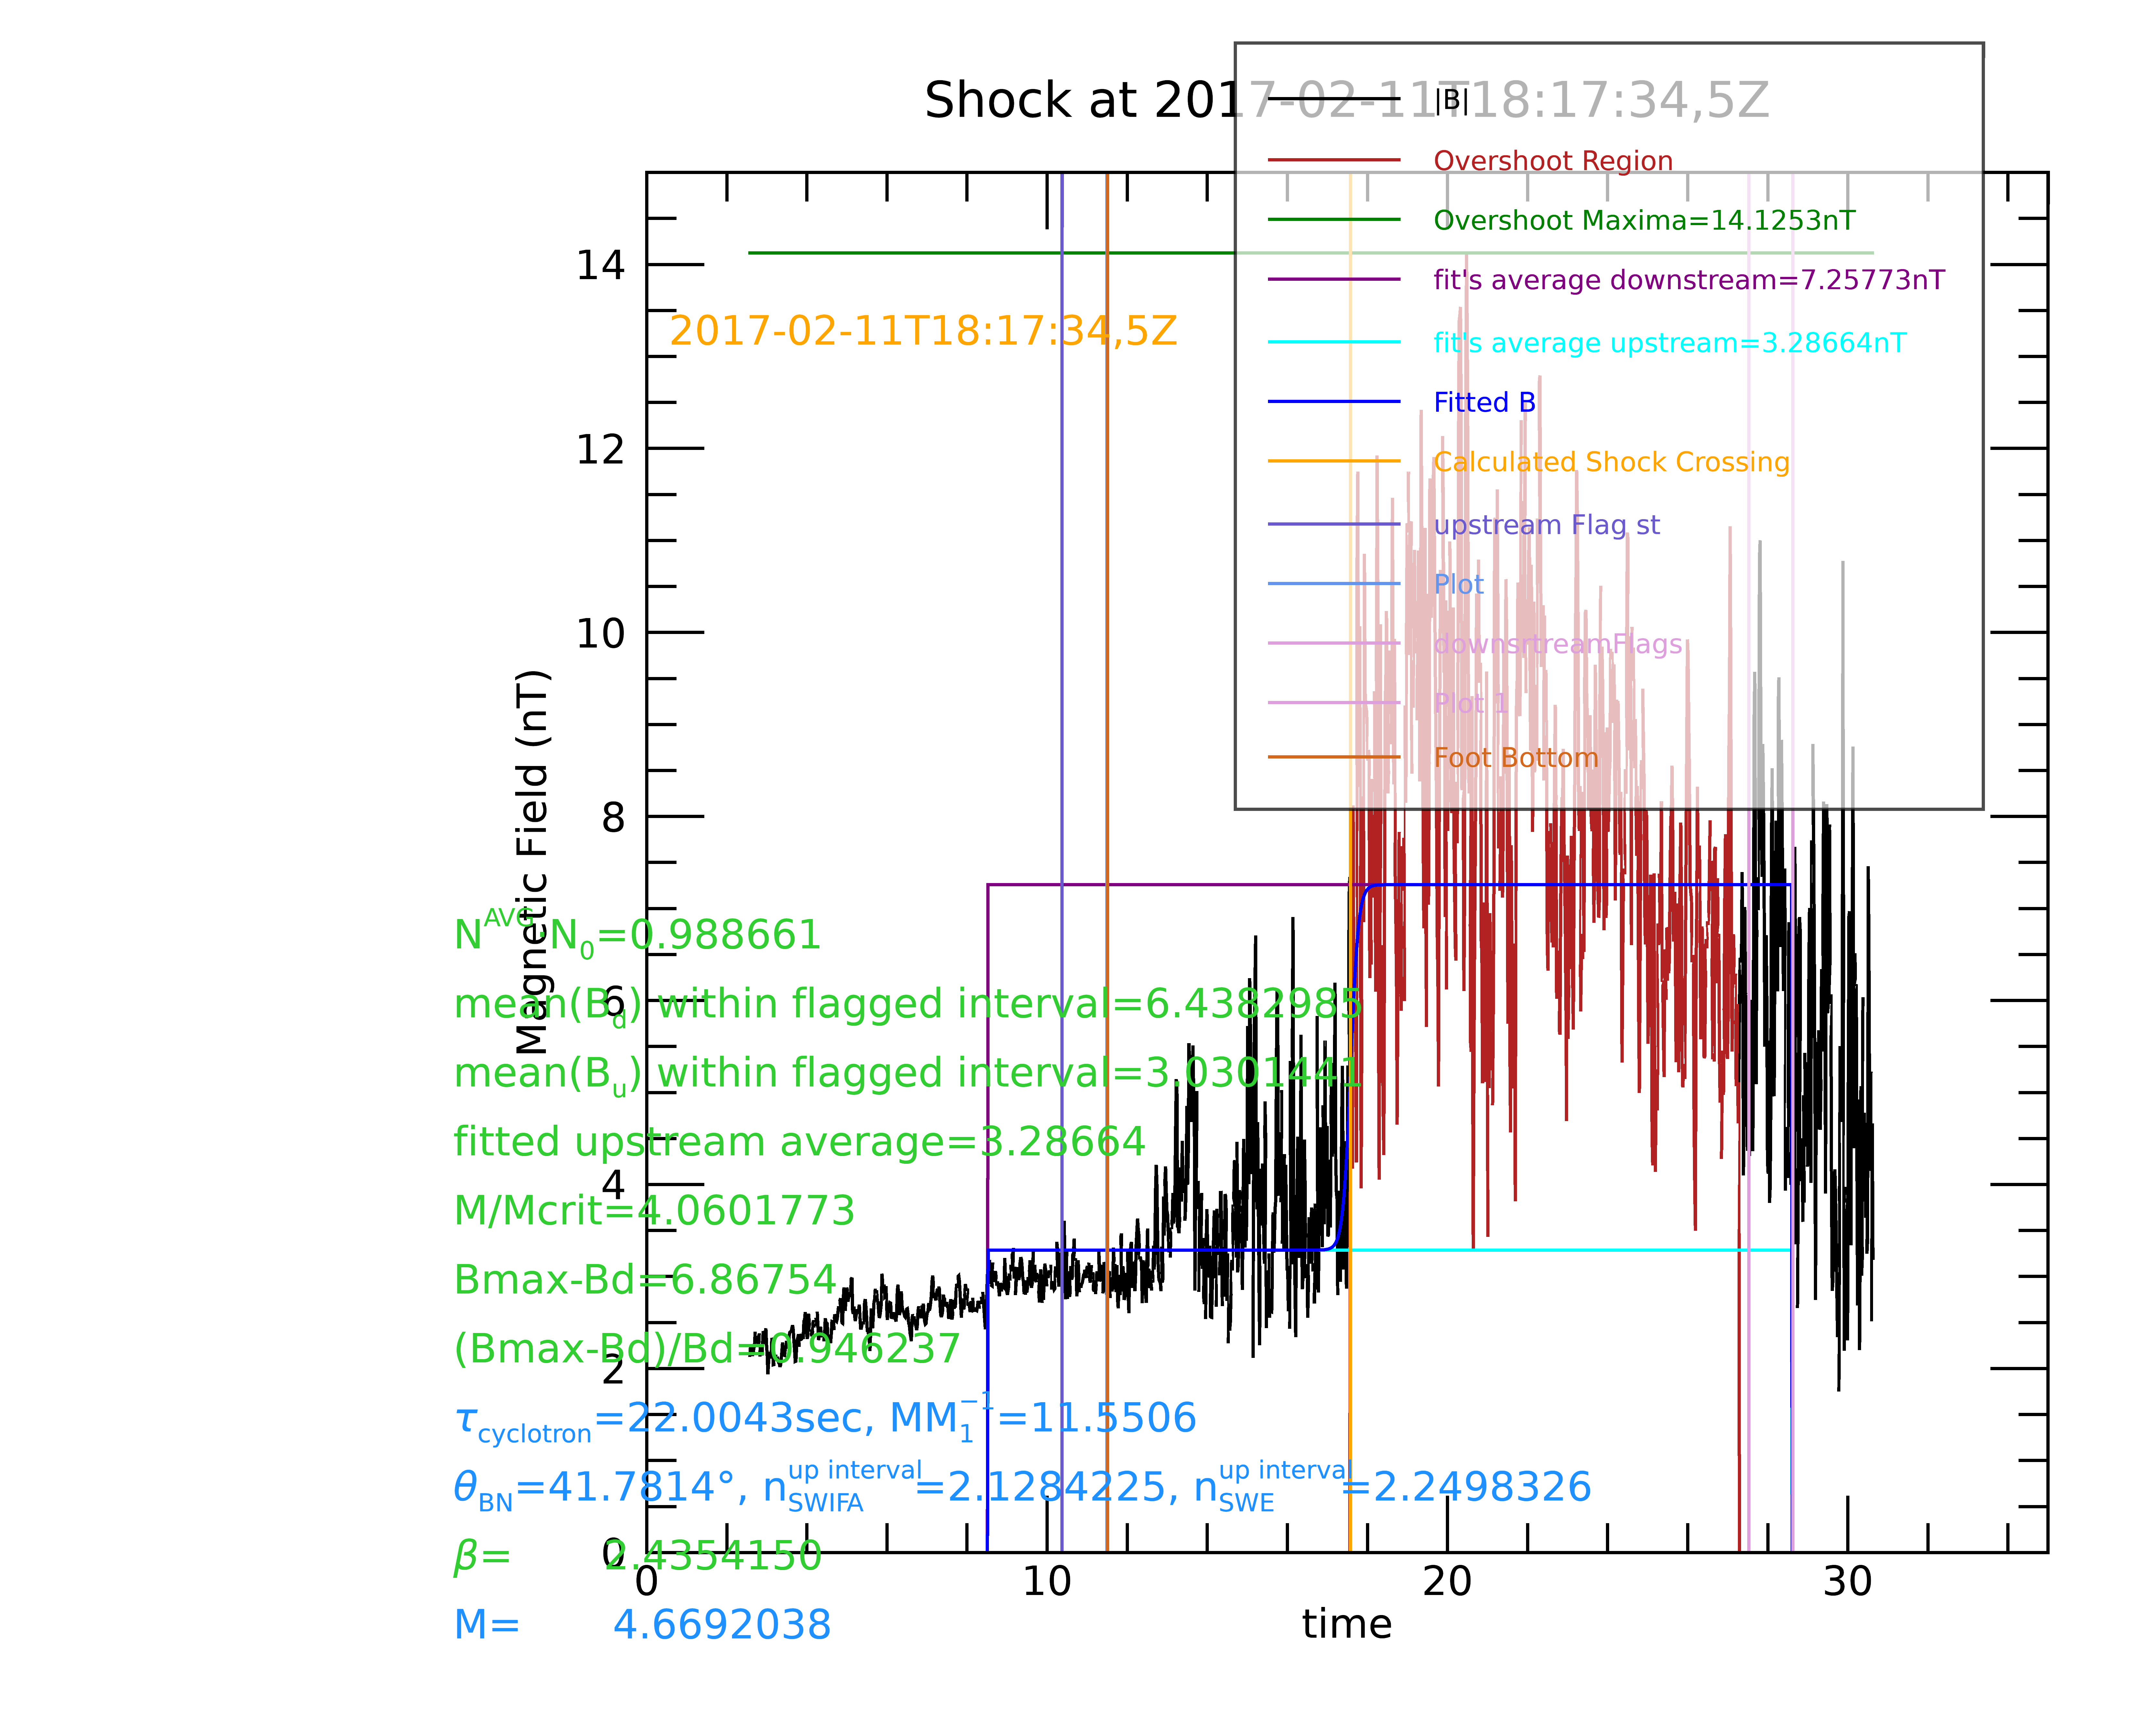 Shock at 2017-02-11T18:17:34,5Z
|B|
Overshoot Region
Overshoot Maxima=14.1253nT
fit's average downstream=7.25773nT
fit's average upstream=3.28664nT
Fitted B
Calculated Shock Crossing
upstream Flag st
Plot
downsrtreamFlags
Plot 1
Foot Bottom
2017-02-11T18:17:34,5Z
14
12
10
8
6
4
2
0
Magnetic Field (nT)
N^AVG·N_0=0.988661
mean(B_d) within flagged interval=6.4382985
mean(B_u) within flagged interval=3.0301441
fitted upstream average=3.28664
M/Mcrit=4.0601773
Bmax-Bd=6.86754
(Bmax-Bd)/Bd=0.946237
τ_cyclotron=22.0043sec, MM_1^−1=11.5506
θ_BN=41.7814°, n_SWIFA^up interval=2.1284225, n_SWE^up interval=2.2498326
β= 2.4354150
M= 4.6692038
0 10 20 30
time